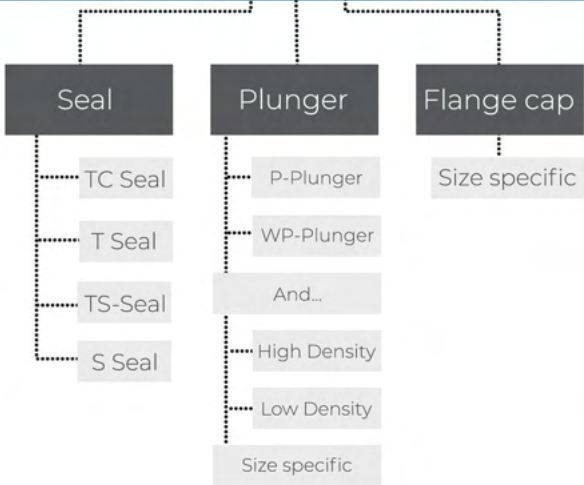 Seal
TC Seal
T Seal
TS-Seal
S Seal
Plunger
P-Plunger
WP-Plunger
And...
High Density
Low Density
Size specific
Flange cap
Size specific